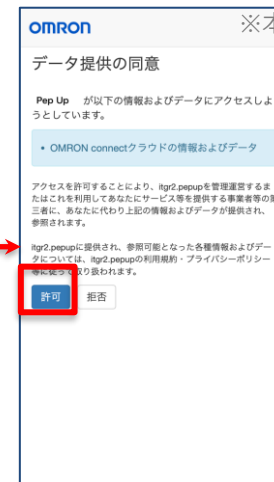 OMRON
※本
データ提供の同意
Pep Up が以下の情報およびデータにアクセスしよ
うとしています。
• OMRON connectクラウドの情報およびデータ
アクセスを許可することにより、itgr2.pepupを管理運営するま
たはこれを利用してあなたにサービス等を提供する事業者等の第
三者に、あなたに代わり上記の情報およびデータが提供され、
参照されます。
itgr2.pepupに提供され、参照可能となった各種情報およびデー
タについては、itgr2.pepupの利用規約・プライバシーポリシー
等に従って取り扱われます。
許可
拒否